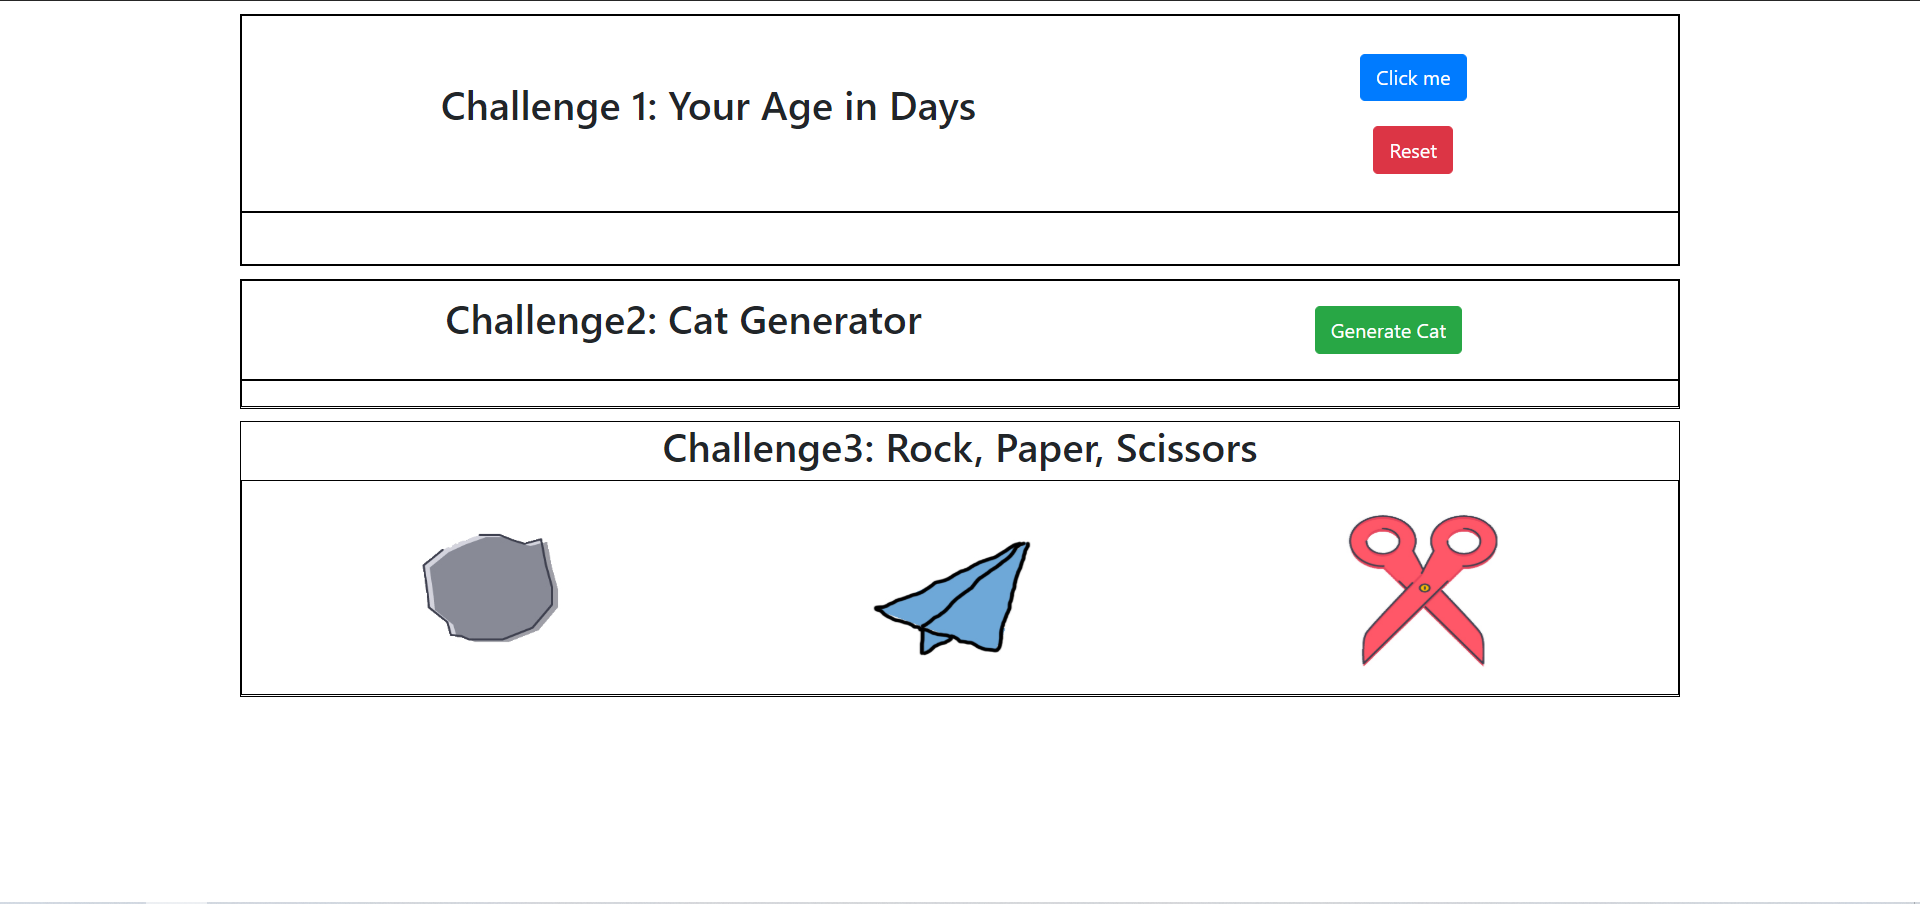 Challenge 1: Your Age in Days
Click me
Reset
Challenge2: Cat Generator
Generate Cat
Challenge3: Rock, Paper, Scissors